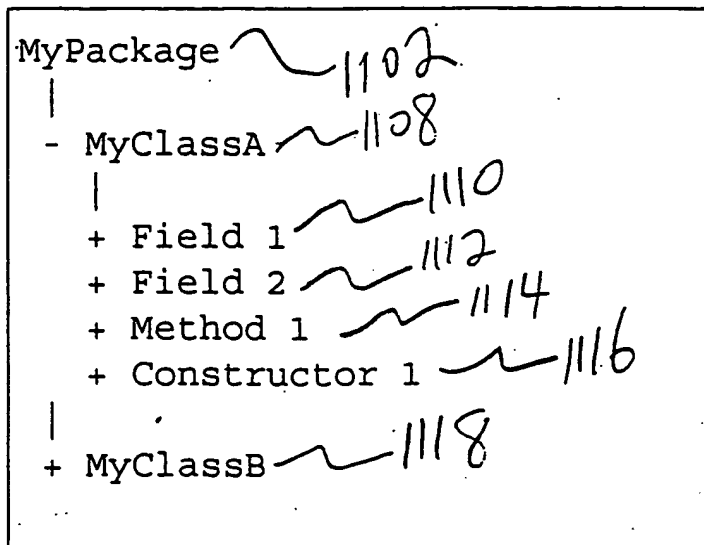 MyPackage 1102
|
- MyClassA 1108
|
+ Field 1 1110
+ Field 2 1112
+ Method 1 1114
+ Constructor 1 1116
|
+ MyClassB 1118